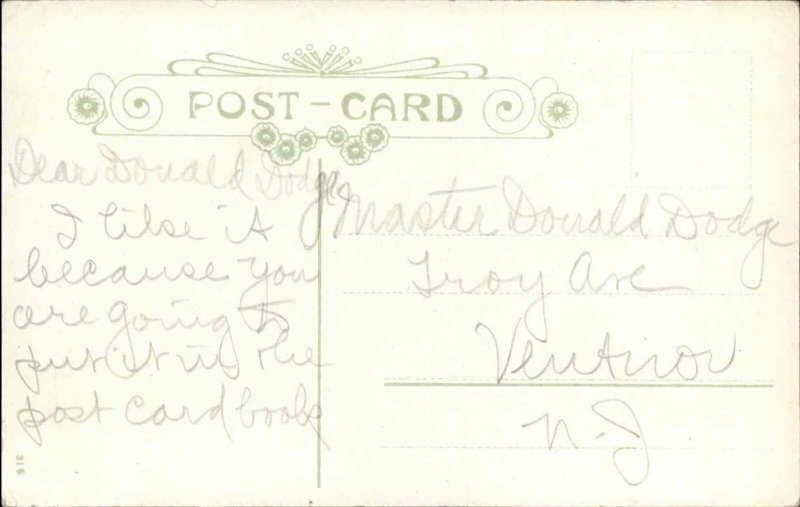 POST-CARD
Dear Donald Dodge
I like it
because you
are going to
put it in the
post card book
Master Donald Dodge
Troy Ave
Ventnor
N.J.
316